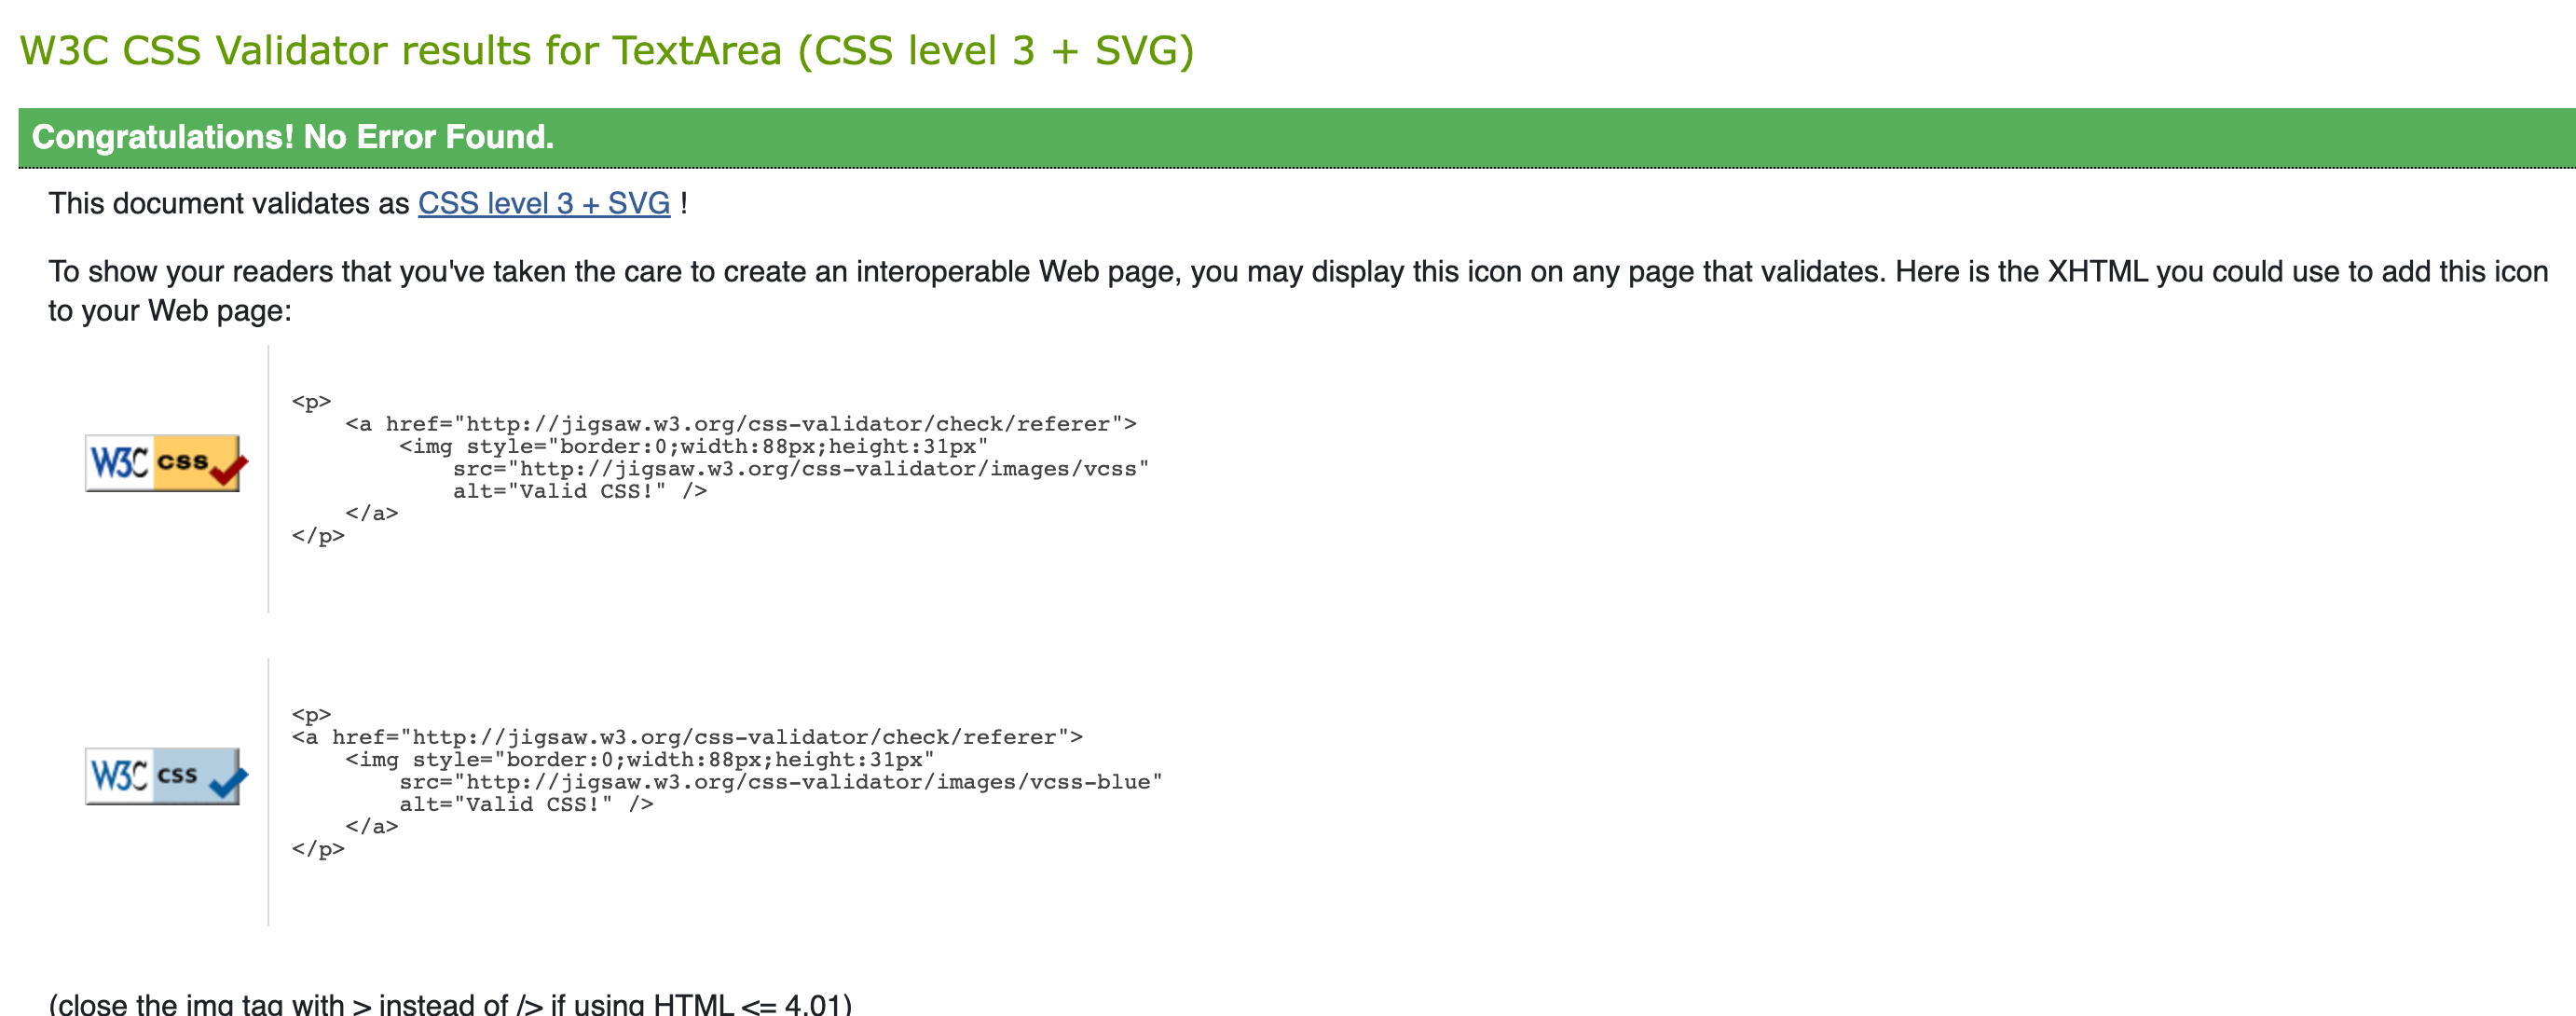 W3C CSS Validator results for TextArea (CSS level 3 + SVG)
Congratulations! No Error Found.
This document validates as CSS level 3 + SVG !
To show your readers that you've taken the care to create an interoperable Web page, you may display this icon on any page that validates. Here is the XHTML you could use to add this icon
to your Web page:
W3C css
<p>
    <a href="http://jigsaw.w3.org/css-validator/check/referer">
        <img style="border:0;width:88px;height:31px"
            src="http://jigsaw.w3.org/css-validator/images/vcss"
            alt="Valid CSS!" />
    </a>
</p>
W3C css
<p>
<a href="http://jigsaw.w3.org/css-validator/check/referer">
    <img style="border:0;width:88px;height:31px"
        src="http://jigsaw.w3.org/css-validator/images/vcss-blue"
        alt="Valid CSS!" />
    </a>
</p>
(close the img tag with > instead of /> if using HTML <= 4.01)